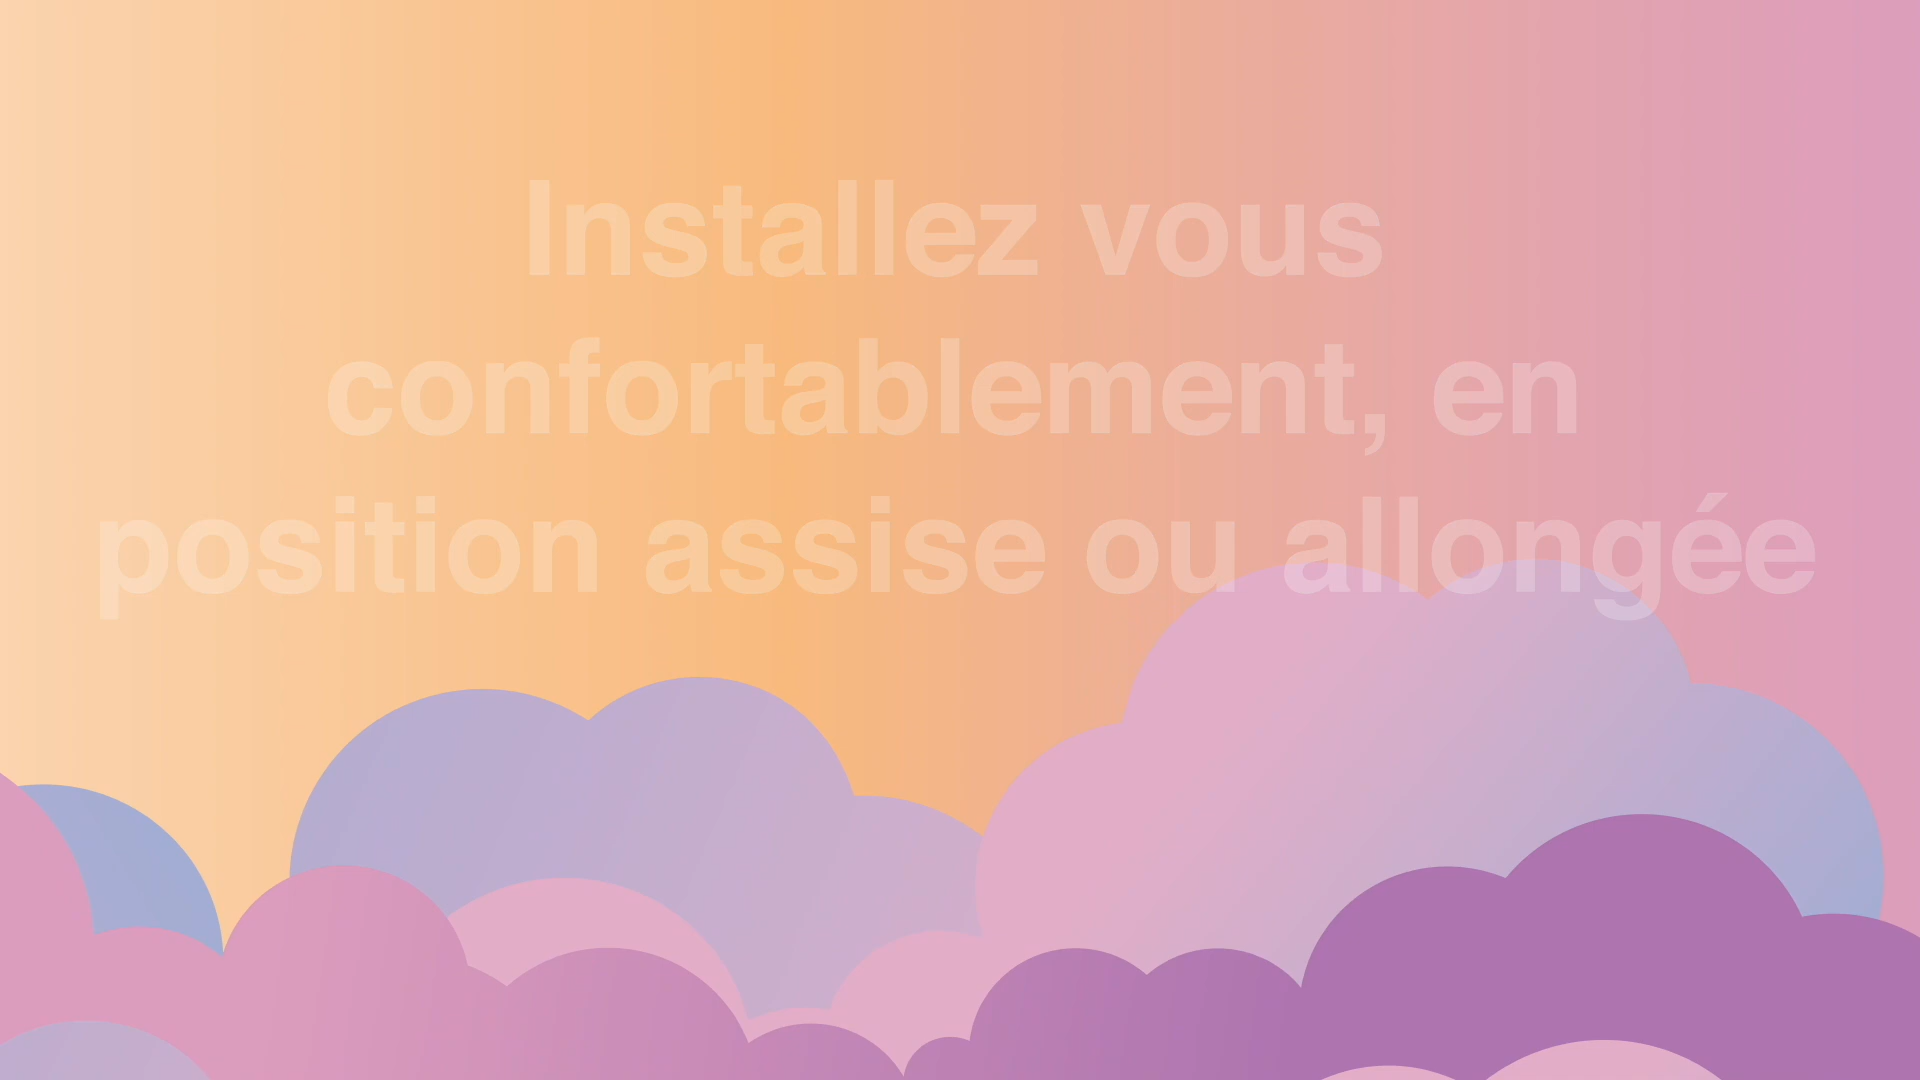 Installez vous
confortablement, en
position assise ou allongée